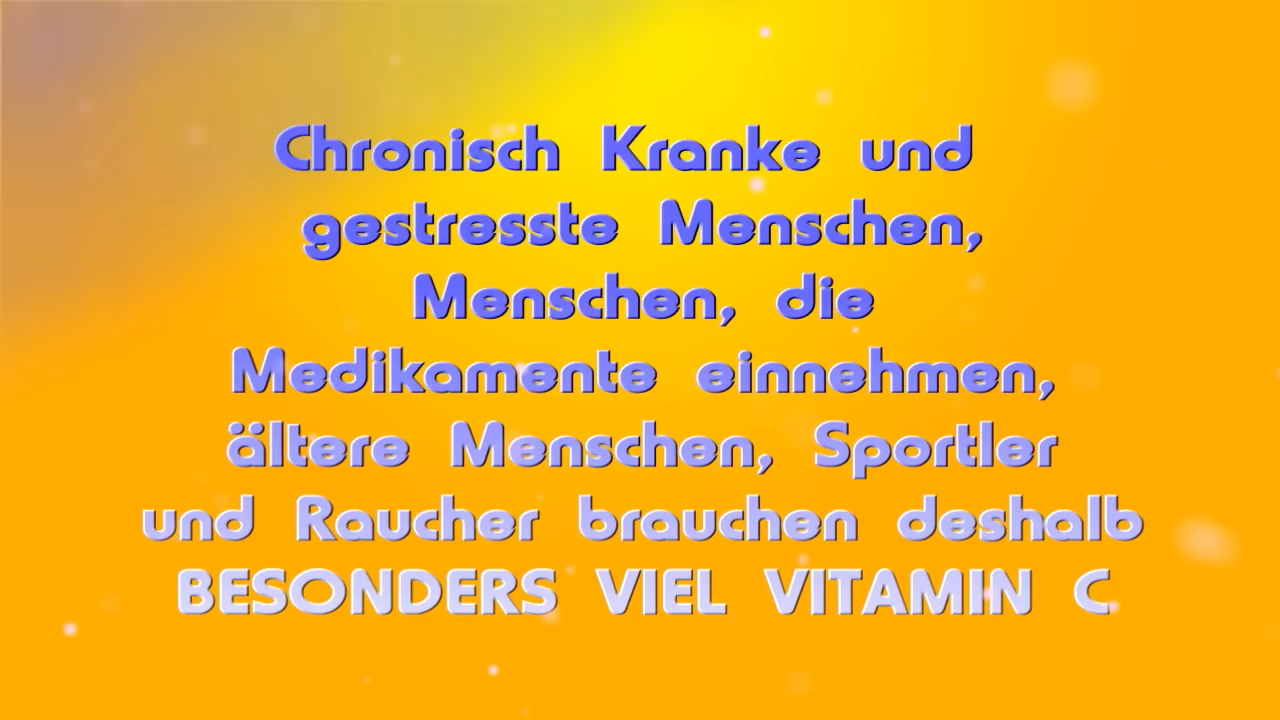 Chronisch Kranke und
gestresste Menschen,
Menschen, die
Medikamente einnehmen,
ältere Menschen, Sportler
und Raucher brauchen deshalb
BESONDERS VIEL VITAMIN C